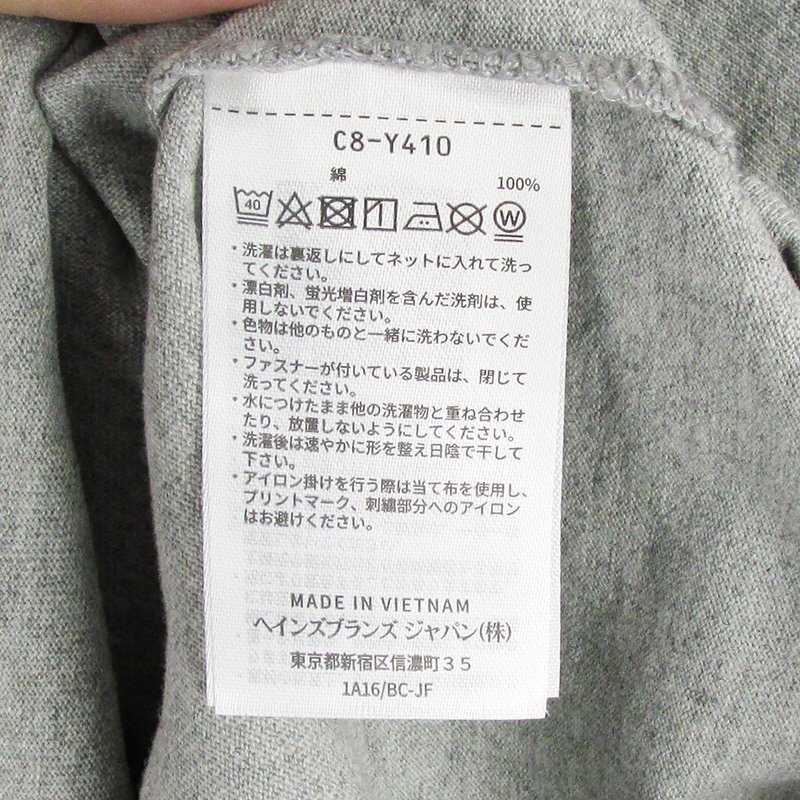 C8-Y410
綿
100%
40
W
・洗濯は裏返しにしてネットに入れて洗っ
てください。
・漂白剤、蛍光増白剤を含んだ洗剤は、使
用しないでください。
・色物は他のものと一緒に洗わないでくだ
さい。
・ファスナーが付いている製品は、閉じて
洗ってください。
・水につけたまま他の洗濯物と重ね合わせ
たり、放置しないようにしてください。
・洗濯後は速やかに形を整え日陰で干して
下さい。
・アイロン掛けを行う際は当て布を使用し、
プリントマーク、刺繍部分へのアイロン
はお避けください。
MADE IN VIETNAM
ヘインズブランズ ジャパン(株)
東京都新宿区信濃町35
1A16/BC-JF